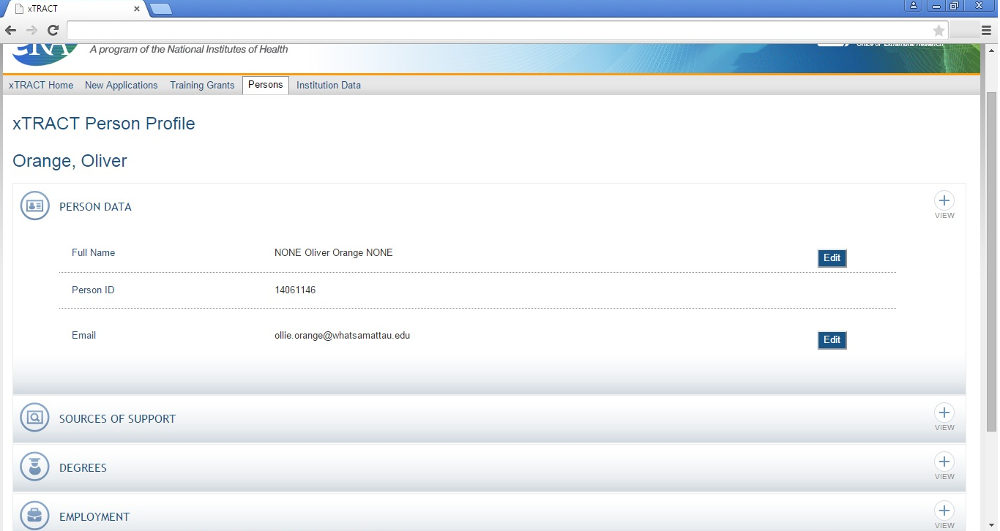 xTRACT
A program of the National Institutes of Health
Office of Extramural Research
xTRACT Home New Applications Training Grants Persons Institution Data
xTRACT Person Profile
Orange, Oliver
PERSON DATA
VIEW
Full Name NONE Oliver Orange NONE Edit
Person ID 14061146
Email ollie.orange@whatsamattau.edu Edit
SOURCES OF SUPPORT
VIEW
DEGREES
VIEW
EMPLOYMENT
VIEW